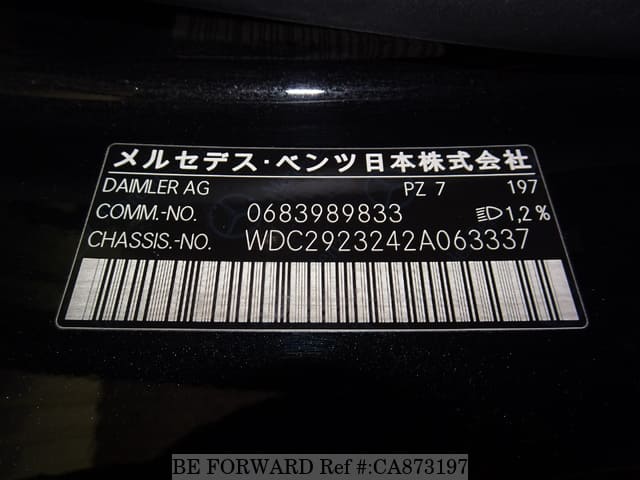 メルセデス・ベンツ日本株式会社
DAIMLER AG PZ 7 197
COMM.-NO. 0683989833 1,2%
CHASSIS.-NO. WDC2923242A063337
BE FORWARD Ref #:CA873197